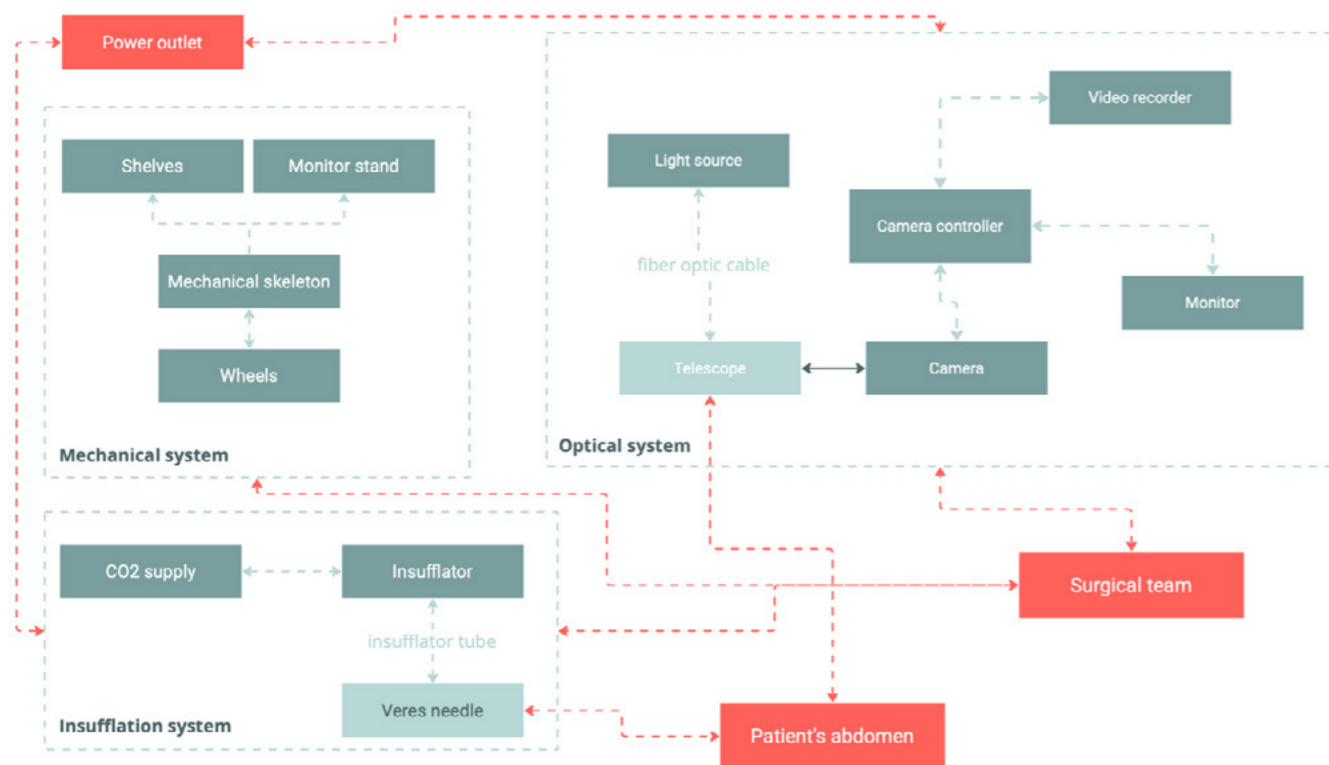 Power outlet
Video recorder
Shelves
Monitor stand
Light source
Camera controller
fiber optic cable
Mechanical skeleton
Monitor
Wheels
Telescope
Camera
Mechanical system
Optical system
CO2 supply
Insufflator
Surgical team
insufflator tube
Veres needle
Insufflation system
Patient's abdomen